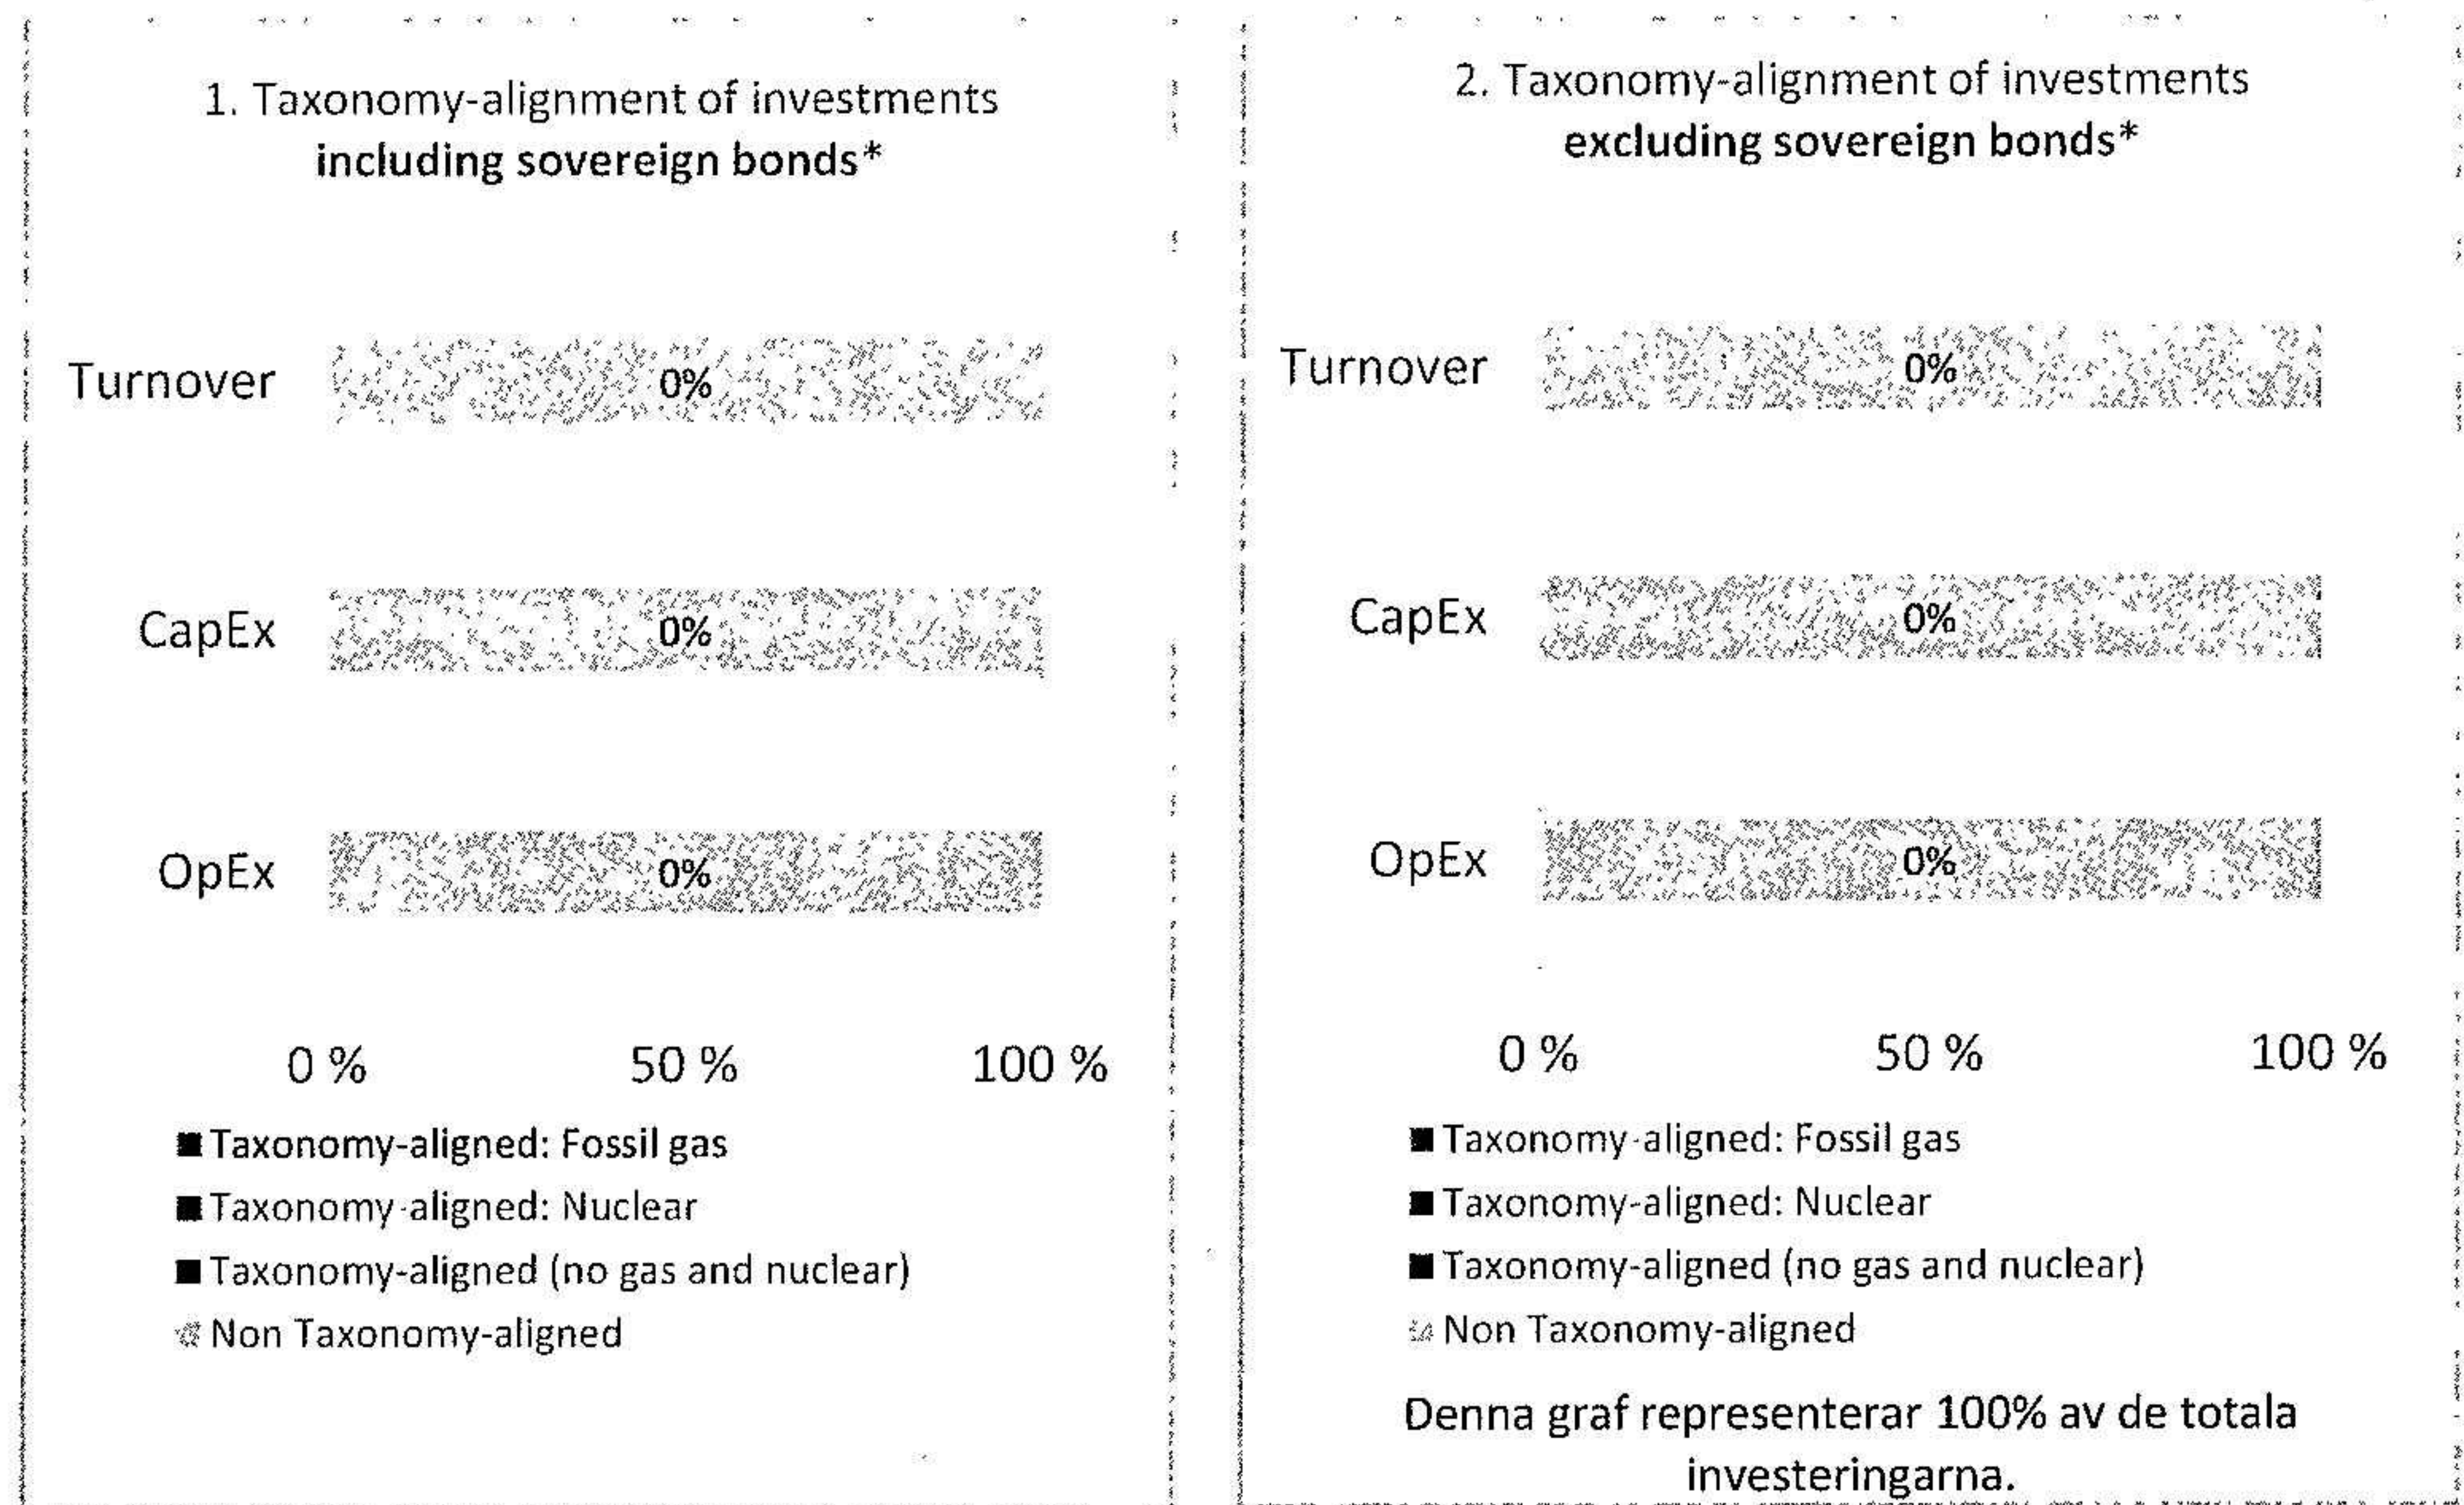 1. Taxonomy-alignment of investments
including sovereign bonds*
Turnover
0%
CapEx
0%
OpEx
0%
0 %
50 %
100 %
Taxonomy-aligned: Fossil gas
Taxonomy-aligned: Nuclear
Taxonomy-aligned (no gas and nuclear)
Non Taxonomy-aligned
2. Taxonomy-alignment of investments
excluding sovereign bonds*
Turnover
0%
CapEx
0%
OpEx
0%
0 %
50 %
100 %
Taxonomy-aligned: Fossil gas
Taxonomy-aligned: Nuclear
Taxonomy-aligned (no gas and nuclear)
Non Taxonomy-aligned
Denna graf representerar 100% av de totala
investeringarna.